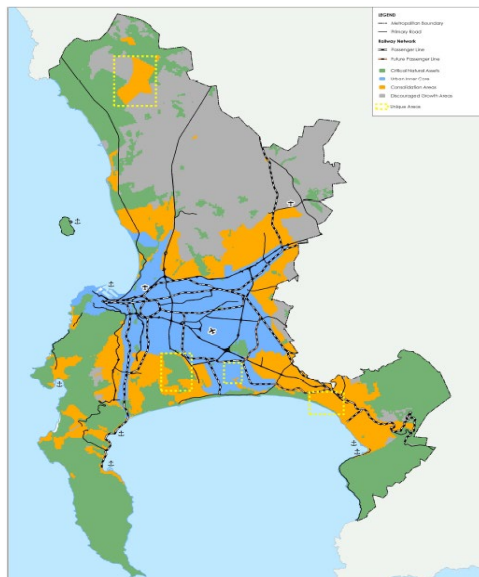 LEGEND
Metropolitan Boundary
Primary Road
Railway Network
Passenger Line
Future Passenger Line
Critical Natural Assets
Urban Inner Core
Consolidation Areas
Discouraged Growth Areas
Unique Areas